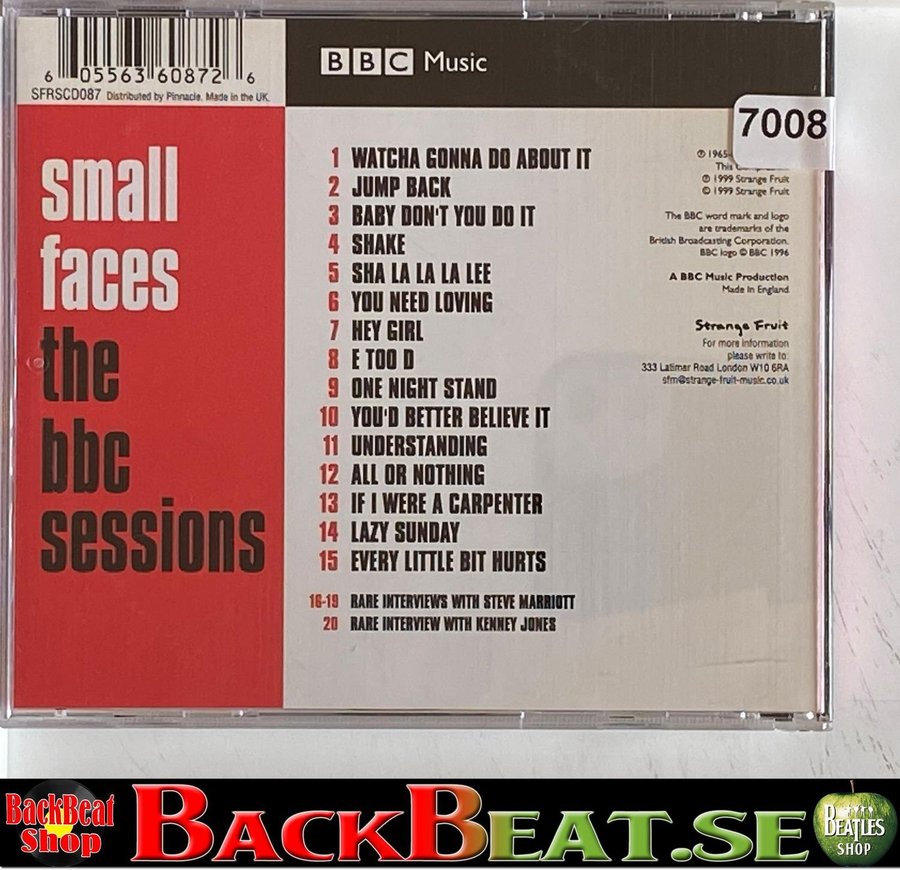 6 05563 60872 6
SFRSCD087 Distributed by Pinnacle. Made in the UK.
BBC Music
7008
small
faces
the
bbc
sessions
1 WATCHA GONNA DO ABOUT IT
2 JUMP BACK
3 BABY DON'T YOU DO IT
4 SHAKE
5 SHA LA LA LA LEE
6 YOU NEED LOVING
7 HEY GIRL
8 E TOO D
9 ONE NIGHT STAND
10 YOU'D BETTER BELIEVE IT
11 UNDERSTANDING
12 ALL OR NOTHING
13 IF I WERE A CARPENTER
14 LAZY SUNDAY
15 EVERY LITTLE BIT HURTS
16-19 RARE INTERVIEWS WITH STEVE MARRIOTT
20 RARE INTERVIEW WITH KENNEY JONES
℗ 1965-
This
℗ 1999 Strange Fruit
© 1999 Strange Fruit
The BBC word mark and logo
are trademarks of the
British Broadcasting Corporation.
BBC logo © BBC 1996
A BBC Music Production
Made in England
Strange Fruit
For more information
please write to:
333 Latimer Road London W10 6RA
sfm@strange-fruit-music.co.uk
BackBeat
Shop
BACKBEAT.SE
BEATLES
SHOP